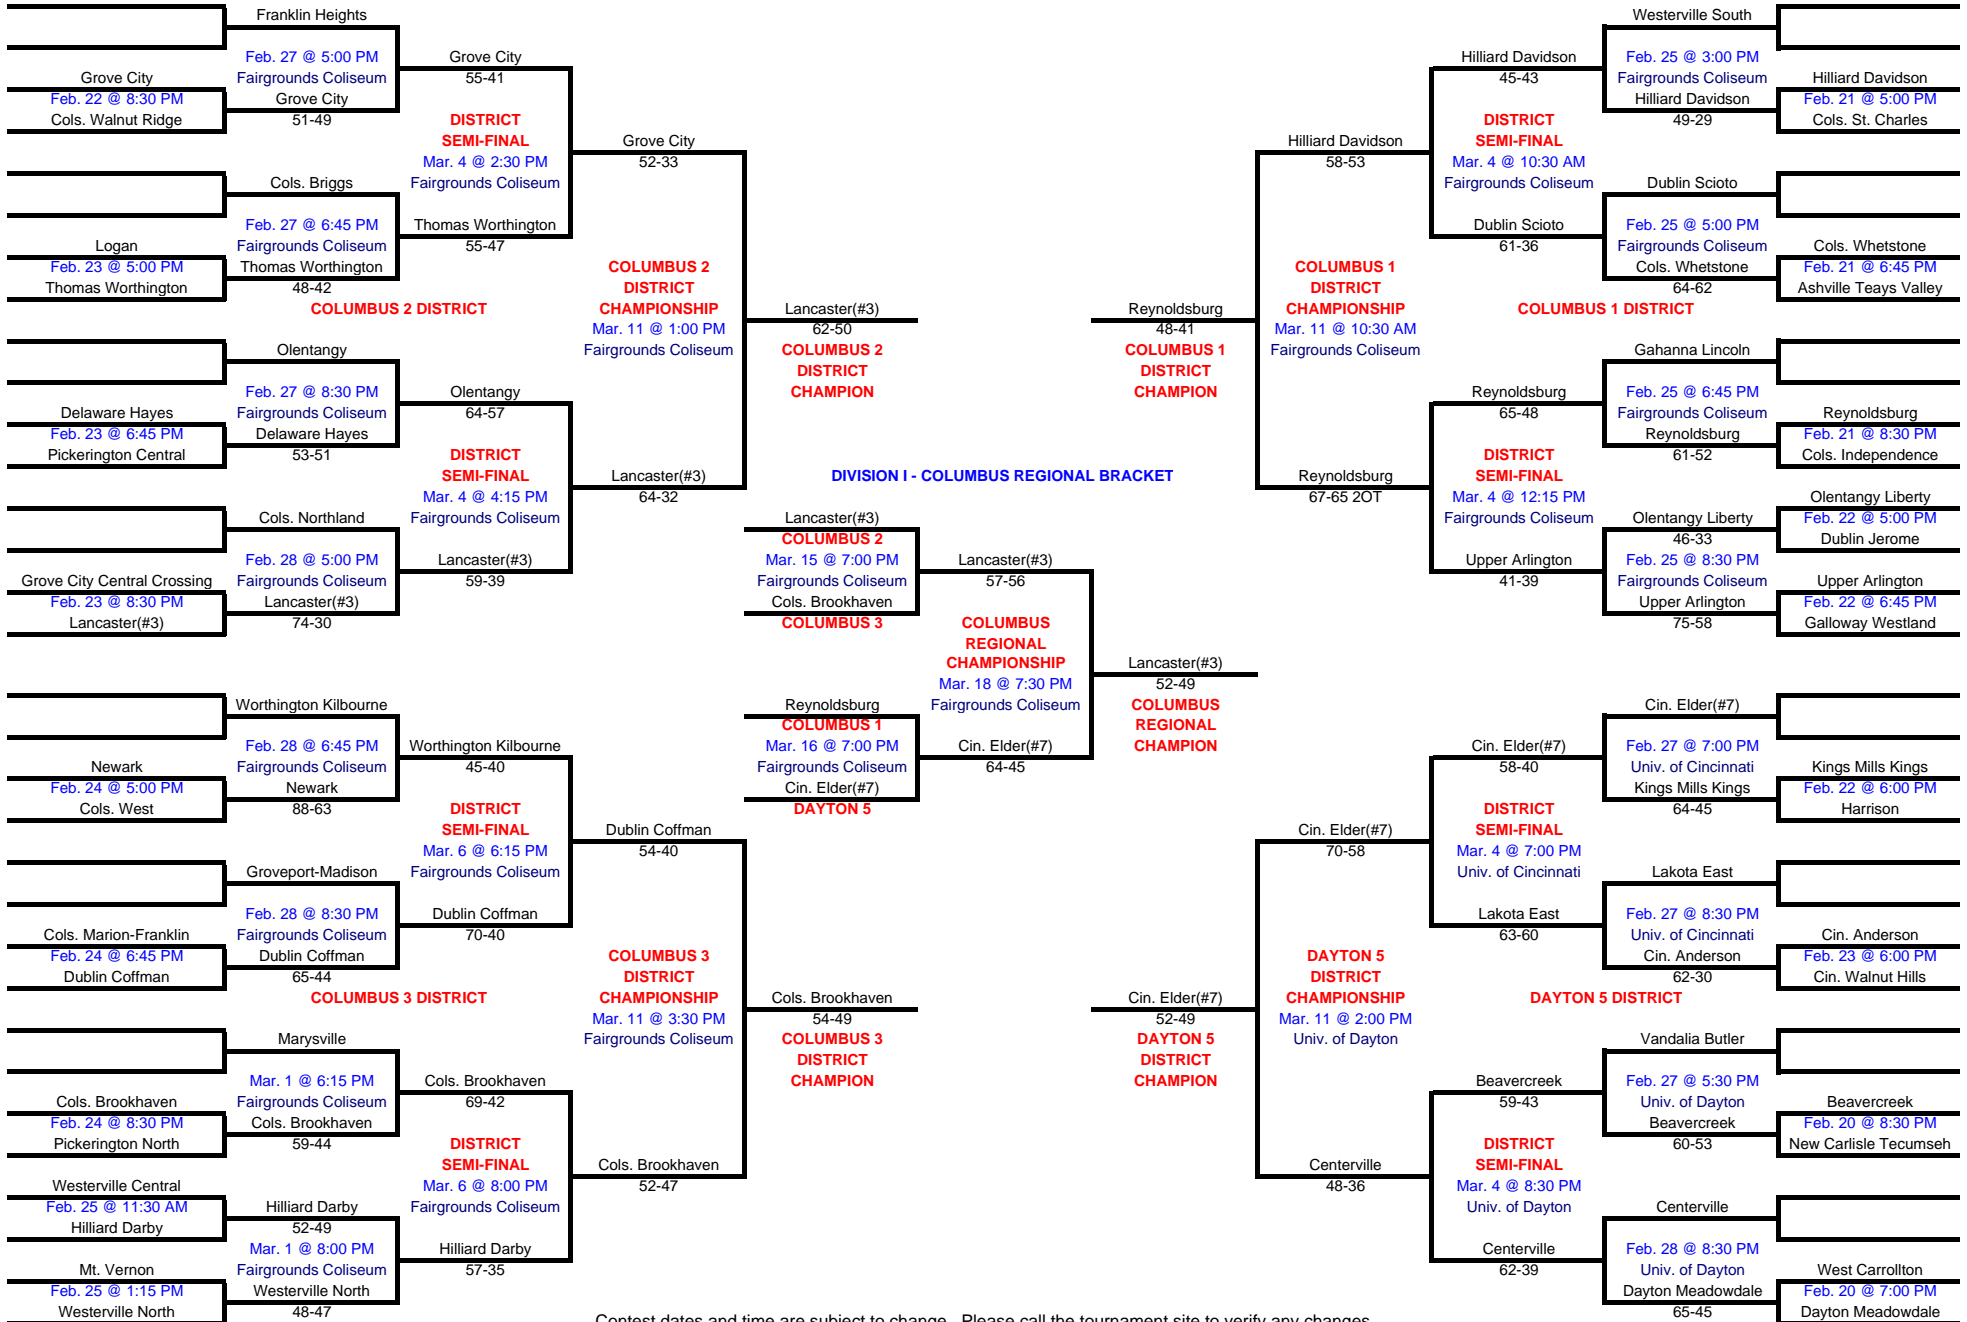 Franklin Heights
Feb. 27 @ 5:00 PM
Fairgrounds Coliseum
Grove City
Feb. 22 @ 8:30 PM
Cols. Walnut Ridge
Grove City
51-49
Grove City
55-41
DISTRICT
SEMI-FINAL
Mar. 4 @ 2:30 PM
Fairgrounds Coliseum
Cols. Briggs
Feb. 27 @ 6:45 PM
Fairgrounds Coliseum
Logan
Feb. 23 @ 5:00 PM
Thomas Worthington
Thomas Worthington
48-42
Thomas Worthington
55-47
Grove City
52-33
COLUMBUS 2 DISTRICT
COLUMBUS 2
DISTRICT
CHAMPIONSHIP
Mar. 11 @ 1:00 PM
Fairgrounds Coliseum
Lancaster(#3)
62-50
COLUMBUS 2
DISTRICT
CHAMPION
Olentangy
Feb. 27 @ 8:30 PM
Fairgrounds Coliseum
Delaware Hayes
Feb. 23 @ 6:45 PM
Pickerington Central
Delaware Hayes
53-51
Olentangy
64-57
DISTRICT
SEMI-FINAL
Mar. 4 @ 4:15 PM
Fairgrounds Coliseum
Lancaster(#3)
64-32
Cols. Northland
Feb. 28 @ 5:00 PM
Fairgrounds Coliseum
Grove City Central Crossing
Feb. 23 @ 8:30 PM
Lancaster(#3)
Lancaster(#3)
74-30
Lancaster(#3)
59-39
Westerville South
Feb. 25 @ 3:00 PM
Fairgrounds Coliseum
Hilliard Davidson
Feb. 21 @ 5:00 PM
Cols. St. Charles
Hilliard Davidson
49-29
Hilliard Davidson
45-43
DISTRICT
SEMI-FINAL
Mar. 4 @ 10:30 AM
Fairgrounds Coliseum
Dublin Scioto
Feb. 25 @ 5:00 PM
Fairgrounds Coliseum
Cols. Whetstone
Feb. 21 @ 6:45 PM
Ashville Teays Valley
Cols. Whetstone
64-62
Dublin Scioto
61-36
Hilliard Davidson
58-53
COLUMBUS 1 DISTRICT
COLUMBUS 1
DISTRICT
CHAMPIONSHIP
Mar. 11 @ 10:30 AM
Fairgrounds Coliseum
Reynoldsburg
48-41
COLUMBUS 1
DISTRICT
CHAMPION
Gahanna Lincoln
Feb. 25 @ 6:45 PM
Fairgrounds Coliseum
Reynoldsburg
Feb. 21 @ 8:30 PM
Cols. Independence
Reynoldsburg
61-52
Reynoldsburg
65-48
DISTRICT
SEMI-FINAL
Mar. 4 @ 12:15 PM
Fairgrounds Coliseum
Reynoldsburg
67-65 2OT
Olentangy Liberty
Feb. 22 @ 5:00 PM
Dublin Jerome
Olentangy Liberty
46-33
Feb. 25 @ 8:30 PM
Fairgrounds Coliseum
Upper Arlington
Feb. 22 @ 6:45 PM
Galloway Westland
Upper Arlington
75-58
Upper Arlington
41-39
DIVISION I - COLUMBUS REGIONAL BRACKET
Lancaster(#3)
COLUMBUS 2
Mar. 15 @ 7:00 PM
Fairgrounds Coliseum
Cols. Brookhaven
COLUMBUS 3
Lancaster(#3)
57-56
COLUMBUS
REGIONAL
CHAMPIONSHIP
Mar. 18 @ 7:30 PM
Fairgrounds Coliseum
Lancaster(#3)
52-49
COLUMBUS
REGIONAL
CHAMPION
Reynoldsburg
COLUMBUS 1
Mar. 16 @ 7:00 PM
Fairgrounds Coliseum
Cin. Elder(#7)
DAYTON 5
Cin. Elder(#7)
64-45
Worthington Kilbourne
Feb. 28 @ 6:45 PM
Fairgrounds Coliseum
Newark
Feb. 24 @ 5:00 PM
Cols. West
Newark
88-63
Worthington Kilbourne
45-40
DISTRICT
SEMI-FINAL
Mar. 6 @ 6:15 PM
Fairgrounds Coliseum
Groveport-Madison
Feb. 28 @ 8:30 PM
Fairgrounds Coliseum
Cols. Marion-Franklin
Feb. 24 @ 6:45 PM
Dublin Coffman
Dublin Coffman
65-44
Dublin Coffman
70-40
Dublin Coffman
54-40
COLUMBUS 3 DISTRICT
COLUMBUS 3
DISTRICT
CHAMPIONSHIP
Mar. 11 @ 3:30 PM
Fairgrounds Coliseum
Cols. Brookhaven
54-49
COLUMBUS 3
DISTRICT
CHAMPION
Marysville
Mar. 1 @ 6:15 PM
Fairgrounds Coliseum
Cols. Brookhaven
Feb. 24 @ 8:30 PM
Pickerington North
Cols. Brookhaven
59-44
Cols. Brookhaven
69-42
DISTRICT
SEMI-FINAL
Mar. 6 @ 8:00 PM
Fairgrounds Coliseum
Cols. Brookhaven
52-47
Westerville Central
Feb. 25 @ 11:30 AM
Hilliard Darby
Hilliard Darby
52-49
Mar. 1 @ 8:00 PM
Fairgrounds Coliseum
Mt. Vernon
Feb. 25 @ 1:15 PM
Westerville North
Westerville North
48-47
Hilliard Darby
57-35
Cin. Elder(#7)
Feb. 27 @ 7:00 PM
Univ. of Cincinnati
Kings Mills Kings
Feb. 22 @ 6:00 PM
Harrison
Kings Mills Kings
64-45
Cin. Elder(#7)
58-40
DISTRICT
SEMI-FINAL
Mar. 4 @ 7:00 PM
Univ. of Cincinnati
Lakota East
Feb. 27 @ 8:30 PM
Univ. of Cincinnati
Cin. Anderson
Feb. 23 @ 6:00 PM
Cin. Walnut Hills
Cin. Anderson
62-30
Lakota East
63-60
Cin. Elder(#7)
70-58
DAYTON 5 DISTRICT
DAYTON 5
DISTRICT
CHAMPIONSHIP
Mar. 11 @ 2:00 PM
Univ. of Dayton
Cin. Elder(#7)
52-49
DAYTON 5
DISTRICT
CHAMPION
Vandalia Butler
Feb. 27 @ 5:30 PM
Univ. of Dayton
Beavercreek
Feb. 20 @ 8:30 PM
New Carlisle Tecumseh
Beavercreek
60-53
Beavercreek
59-43
DISTRICT
SEMI-FINAL
Mar. 4 @ 8:30 PM
Univ. of Dayton
Centerville
48-36
Centerville
Feb. 28 @ 8:30 PM
Univ. of Dayton
West Carrollton
Feb. 20 @ 7:00 PM
Dayton Meadowdale
Dayton Meadowdale
65-45
Centerville
62-39
Contest dates and time are subject to change. Please call the tournament site to verify any changes